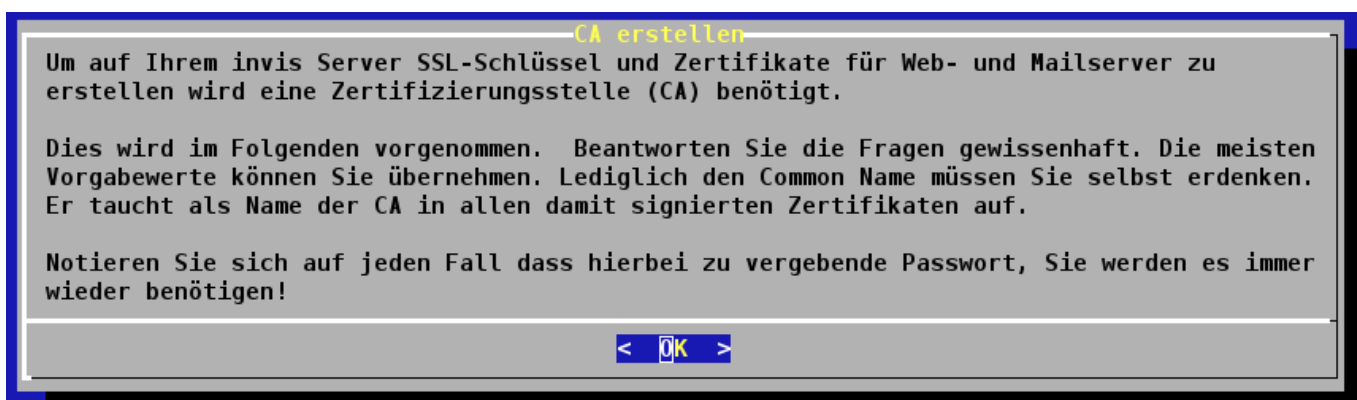 CA erstellen
Um auf Ihrem invis Server SSL-Schlüssel und Zertifikate für Web- und Mailserver zu
erstellen wird eine Zertifizierungsstelle (CA) benötigt.
Dies wird im Folgenden vorgenommen.  Beantworten Sie die Fragen gewissenhaft. Die meisten
Vorgabewerte können Sie übernehmen. Lediglich den Common Name müssen Sie selbst erdenken.
Er taucht als Name der CA in allen damit signierten Zertifikaten auf.
Notieren Sie sich auf jeden Fall dass hierbei zu vergebende Passwort, Sie werden es immer
wieder benötigen!
<  OK  >